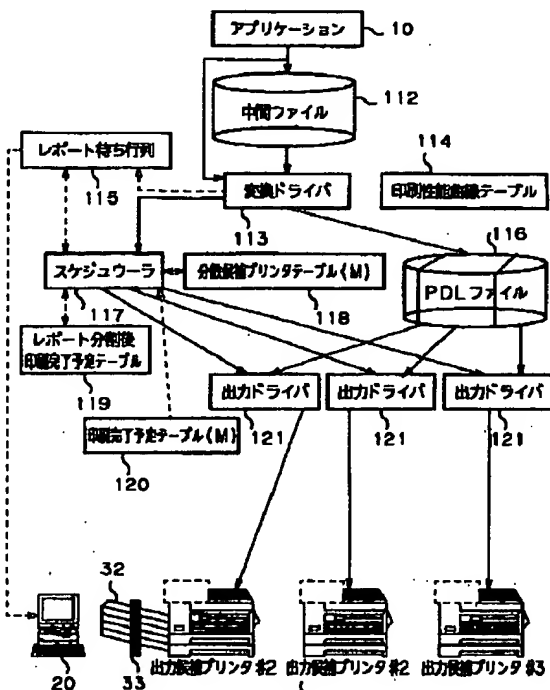 アプリケーション
10
中間ファイル
112
レポート待ち行列
115
変換ドライバ
113
114
印刷性能曲線テーブル
116
PDLファイル
スケジュウーラ
117
分散候補プリンタテーブル(M)
118
レポート分割後
印刷完了予定テーブル
119
印刷完了予定テーブル(M)
120
出力ドライバ
121
出力ドライバ
121
出力ドライバ
121
20
32
33
出力候補プリンタ#2
出力候補プリンタ#2
出力候補プリンタ#3